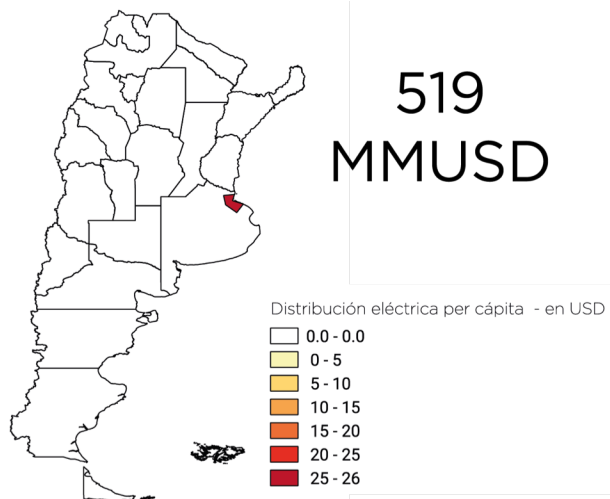 519
MMUSD
Distribución eléctrica per cápita - en USD
0.0 - 0.0
0 - 5
5 - 10
10 - 15
15 - 20
20 - 25
25 - 26